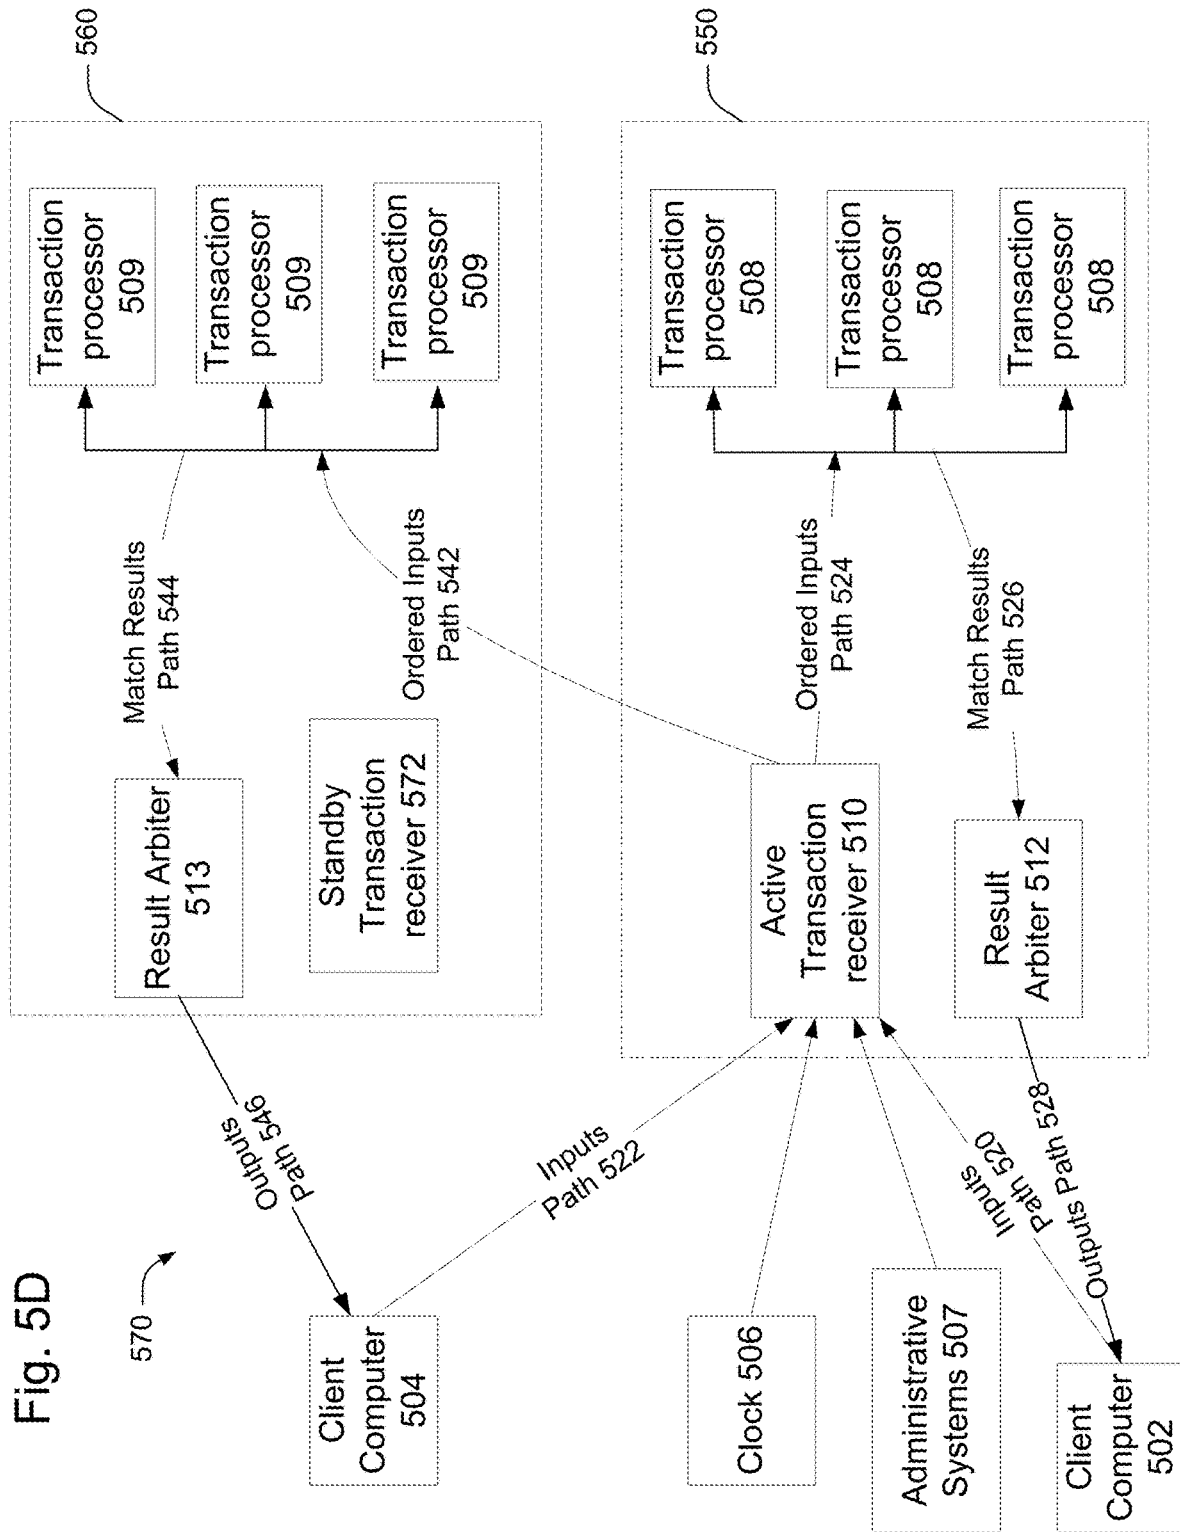 Fig. 5D
570
560
Outputs
Path 546
Result Arbiter
513
Match Results
Path 544
Transaction
processor
509
Transaction
processor
509
Transaction
processor
509
Standby
Transaction
receiver 572
Ordered Inputs
Path 542
Client
Computer
504
Inputs
Path 522
550
Clock 506
Administrative
Systems 507
Active
Transaction
receiver 510
Ordered Inputs
Path 524
Transaction
processor
508
Transaction
processor
508
Transaction
processor
508
Match Results
Path 526
Result
Arbiter 512
Inputs
Path 520
Outputs Path 528
Client
Computer
502